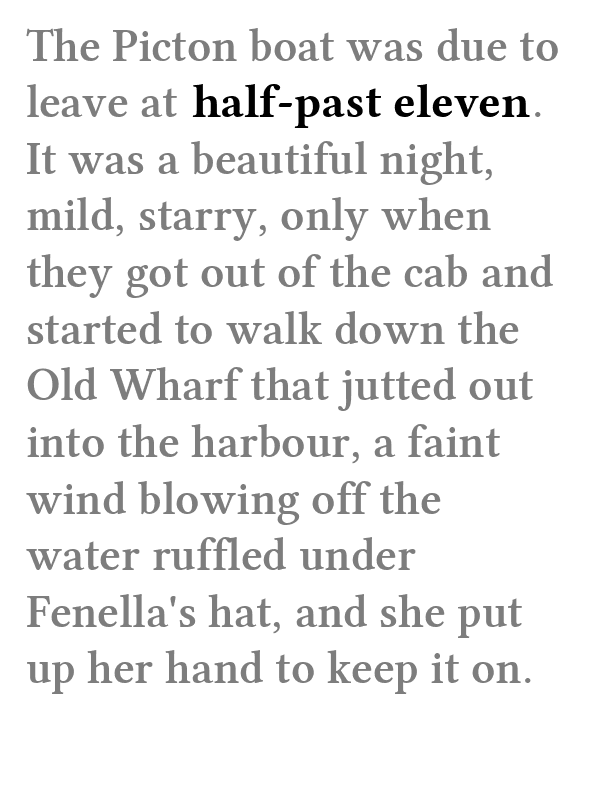 The Picton boat was due to
leave at half-past eleven.
It was a beautiful night,
mild, starry, only when
they got out of the cab and
started to walk down the
Old Wharf that jutted out
into the harbour, a faint
wind blowing off the
water ruffled under
Fenella's hat, and she put
up her hand to keep it on.